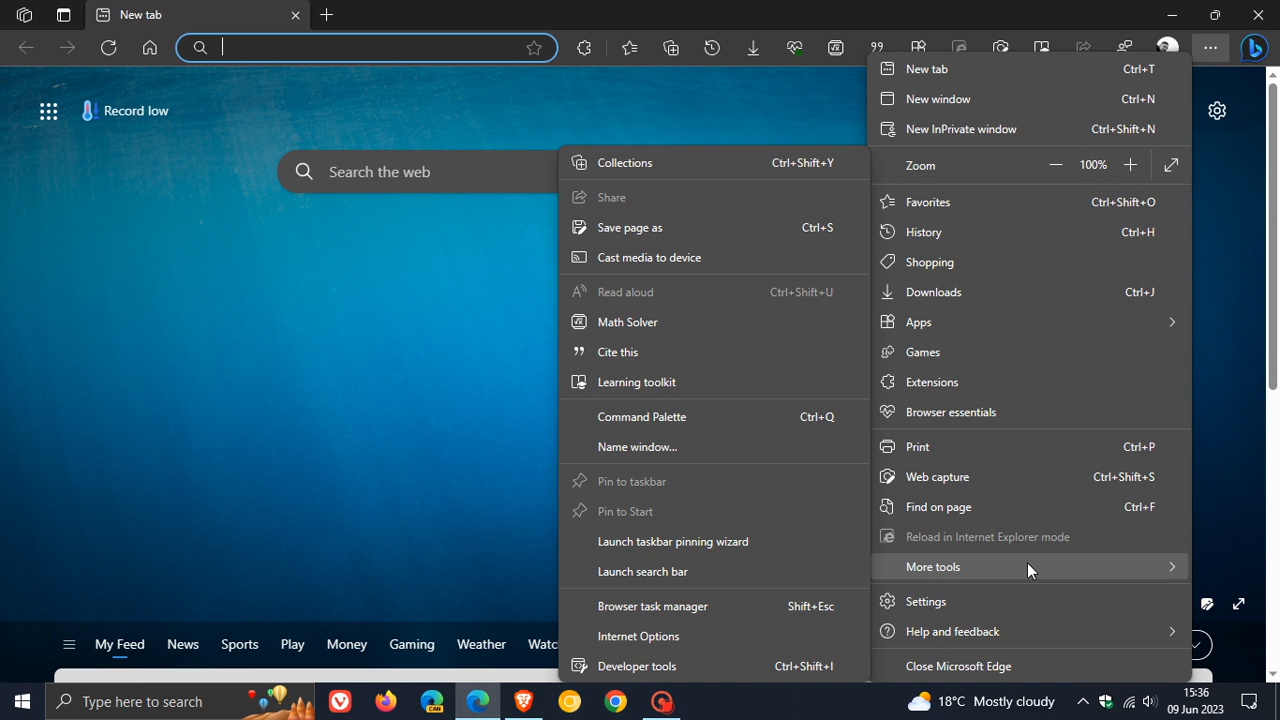 New tab
Record low
Search the web
New tab Ctrl+T
New window Ctrl+N
New InPrivate window Ctrl+Shift+N
Zoom 100%
Favorites Ctrl+Shift+O
History Ctrl+H
Shopping
Downloads Ctrl+J
Apps
Games
Extensions
Browser essentials
Print Ctrl+P
Web capture Ctrl+Shift+S
Find on page Ctrl+F
Reload in Internet Explorer mode
More tools
Settings
Help and feedback
Close Microsoft Edge
Collections Ctrl+Shift+Y
Share
Save page as Ctrl+S
Cast media to device
Read aloud Ctrl+Shift+U
Math Solver
Cite this
Learning toolkit
Command Palette Ctrl+Q
Name window...
Pin to taskbar
Pin to Start
Launch taskbar pinning wizard
Launch search bar
Browser task manager Shift+Esc
Internet Options
Developer tools Ctrl+Shift+I
My Feed News Sports Play Money Gaming Weather Watc
Type here to search
CAN
18°C Mostly cloudy
15:36
09 Jun 2023